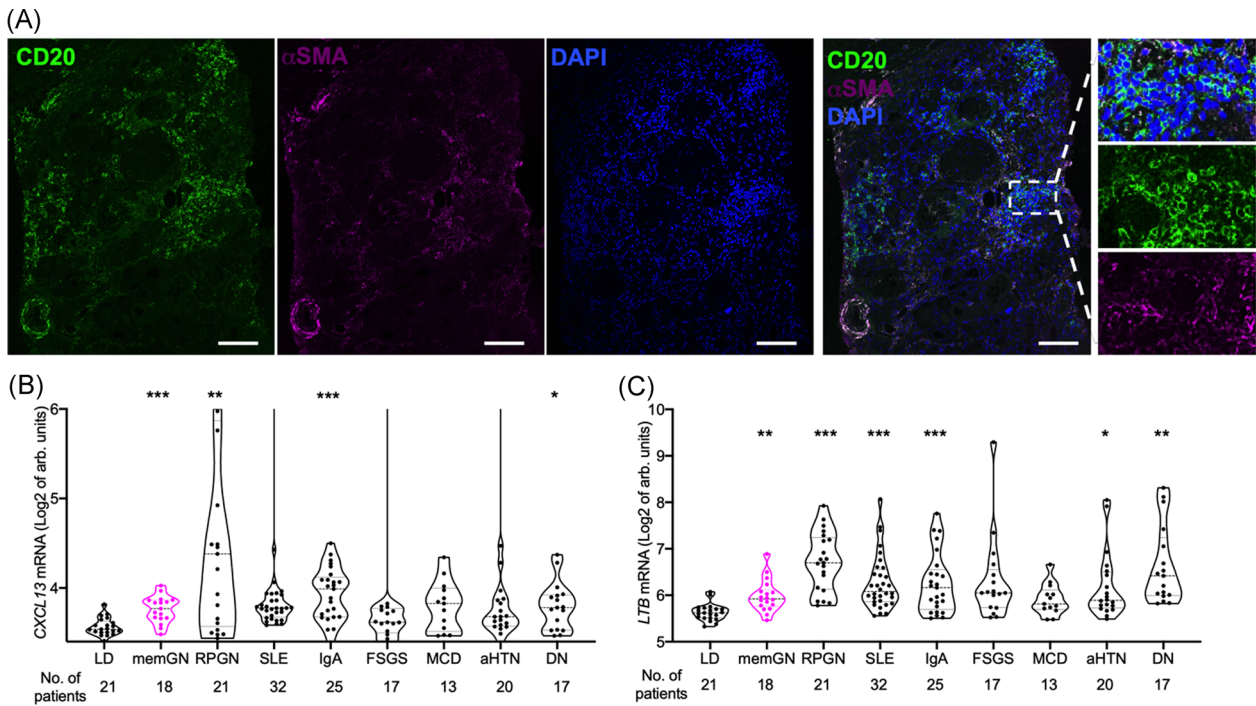 (A)
CD20
αSMA
DAPI
CD20
αSMA
DAPI
(B)
*** ** *** *
CXCL13 mRNA (Log2 of arb. units)
6
5
4
LD memGN RPGN SLE IgA FSGS MCD aHTN DN
No. of patients
21 18 21 32 25 17 13 20 17
(C)
** *** *** *** * **
LTB mRNA (Log2 of arb. units)
10
9
8
7
6
5
LD memGN RPGN SLE IgA FSGS MCD aHTN DN
No. of patients
21 18 21 32 25 17 13 20 17